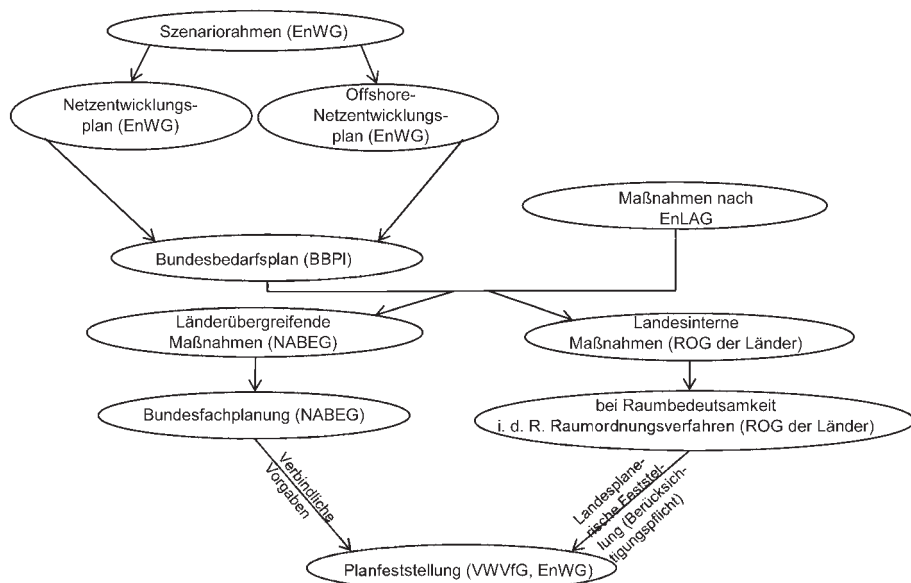 Szenariorahmen (EnWG)
Netzentwicklungs-
plan (EnWG)
Offshore-
Netzentwicklungs-
plan (EnWG)
Maßnahmen nach
EnLAG
Bundesbedarfsplan (BBPl)
Länderübergreifende
Maßnahmen (NABEG)
Landesinterne
Maßnahmen (ROG der Länder)
Bundesfachplanung (NABEG)
bei Raumbedeutsamkeit
i. d. R. Raumordnungsverfahren (ROG der Länder)
Verbindliche
Vorgaben
Landesplane-
rische Feststel-
lung (Berücksich-
tigungspflicht)
Planfeststellung (VWVfG, EnWG)